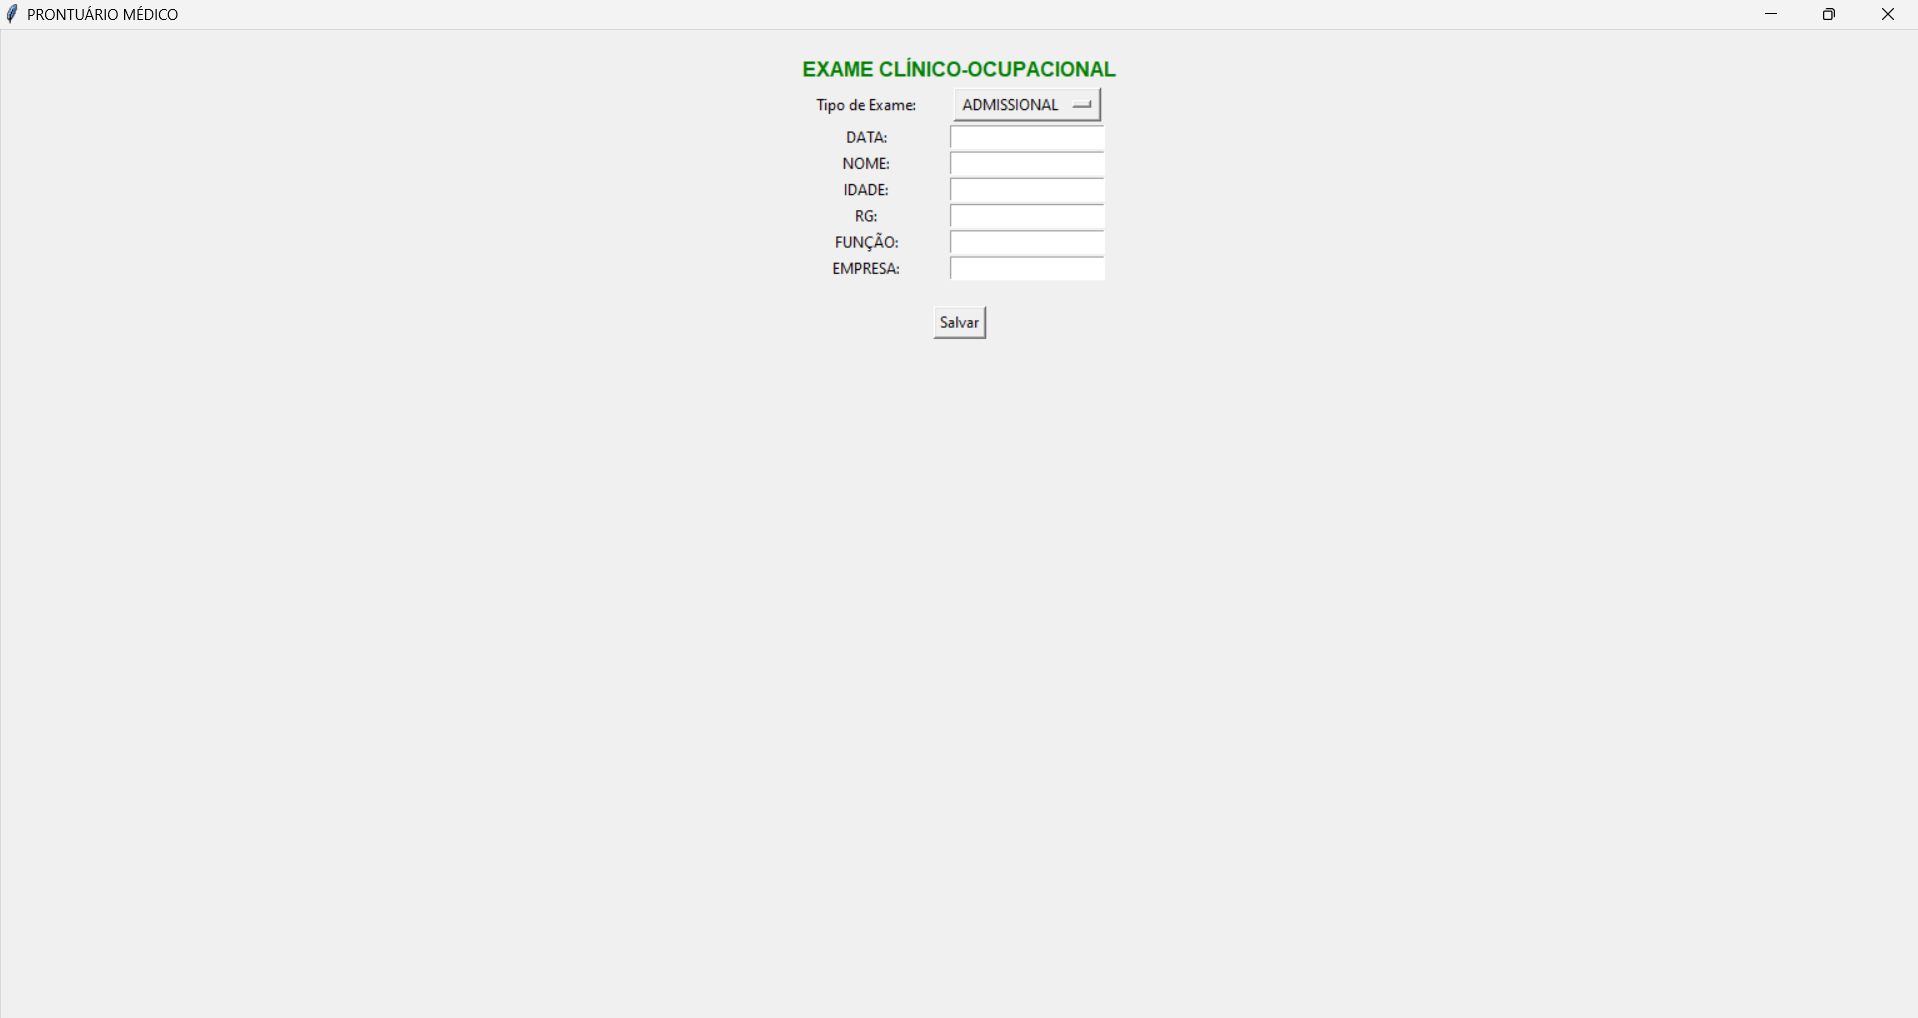 PRONTUÁRIO MÉDICO
EXAME CLÍNICO-OCUPACIONAL
Tipo de Exame: ADMISSIONAL
DATA:
NOME:
IDADE:
RG:
FUNÇÃO:
EMPRESA:
Salvar